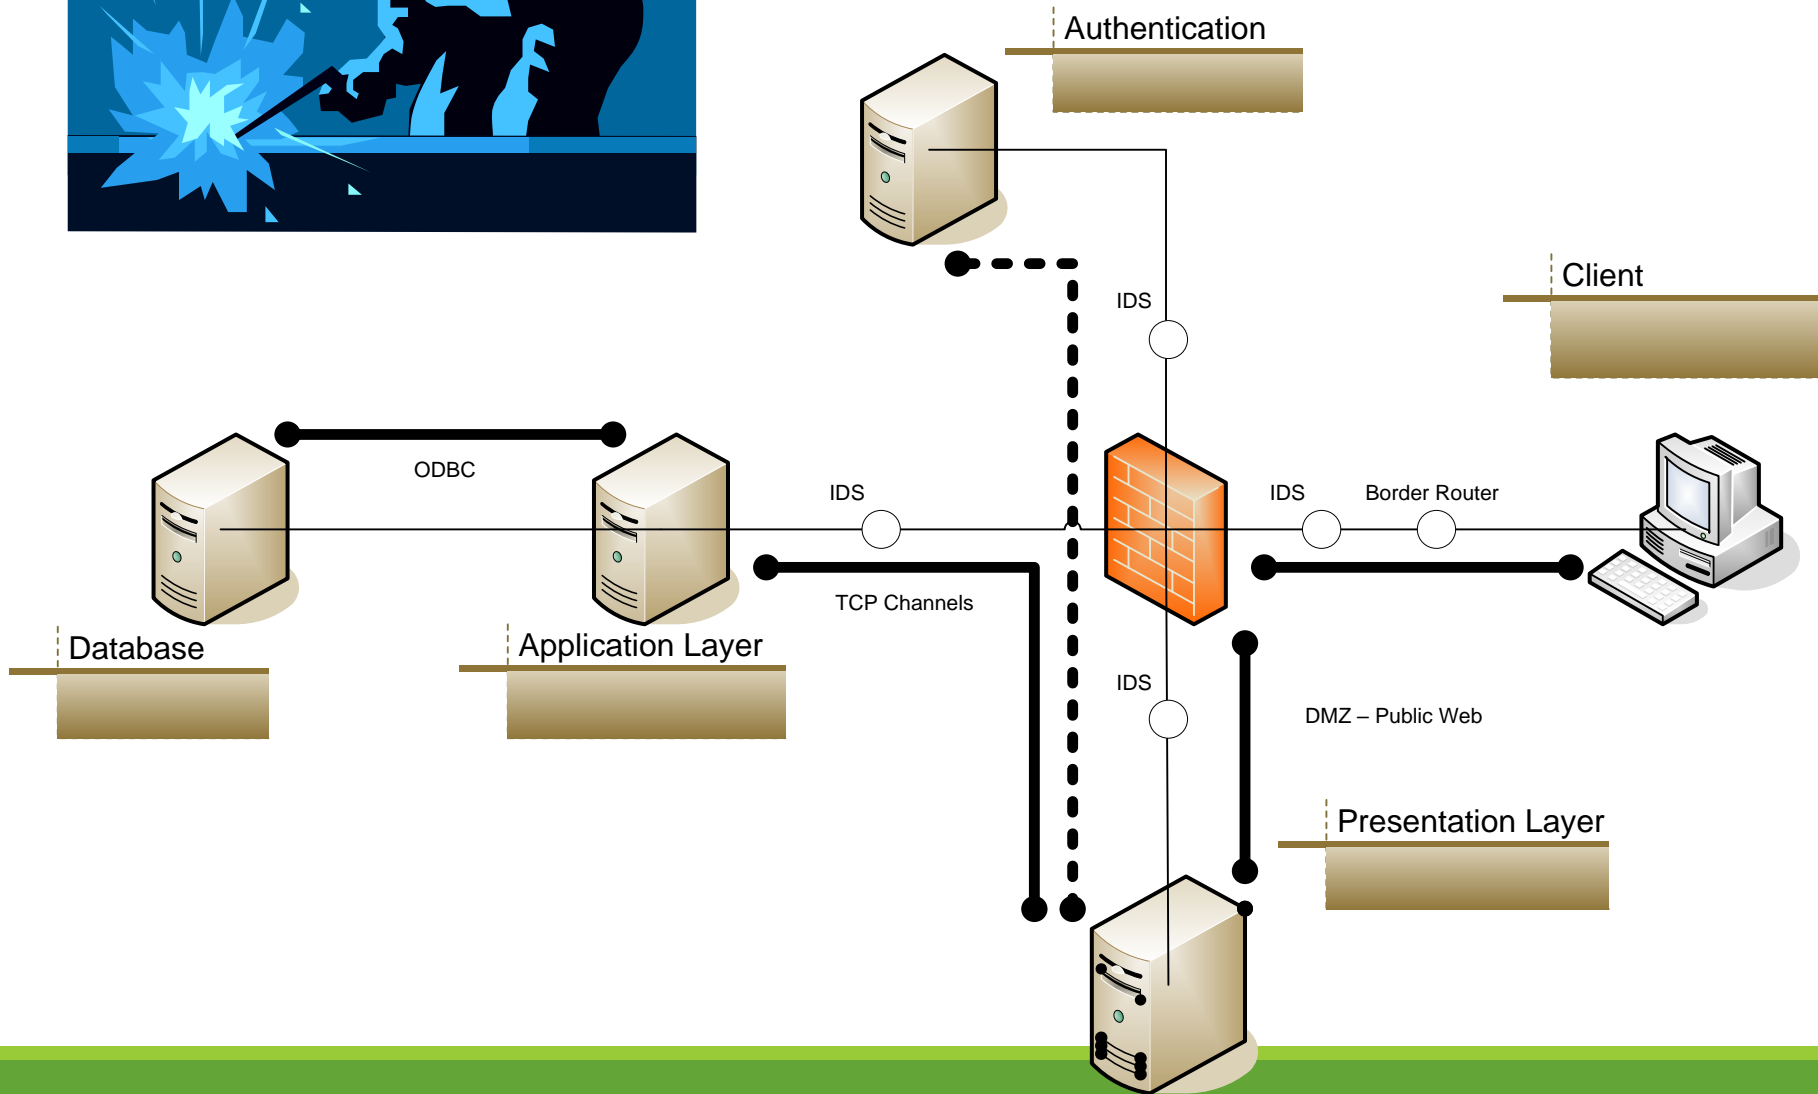 Authentication
Client
IDS
ODBC
IDS
IDS
Border Router
TCP Channels
Database
Application Layer
IDS
DMZ – Public Web
Presentation Layer